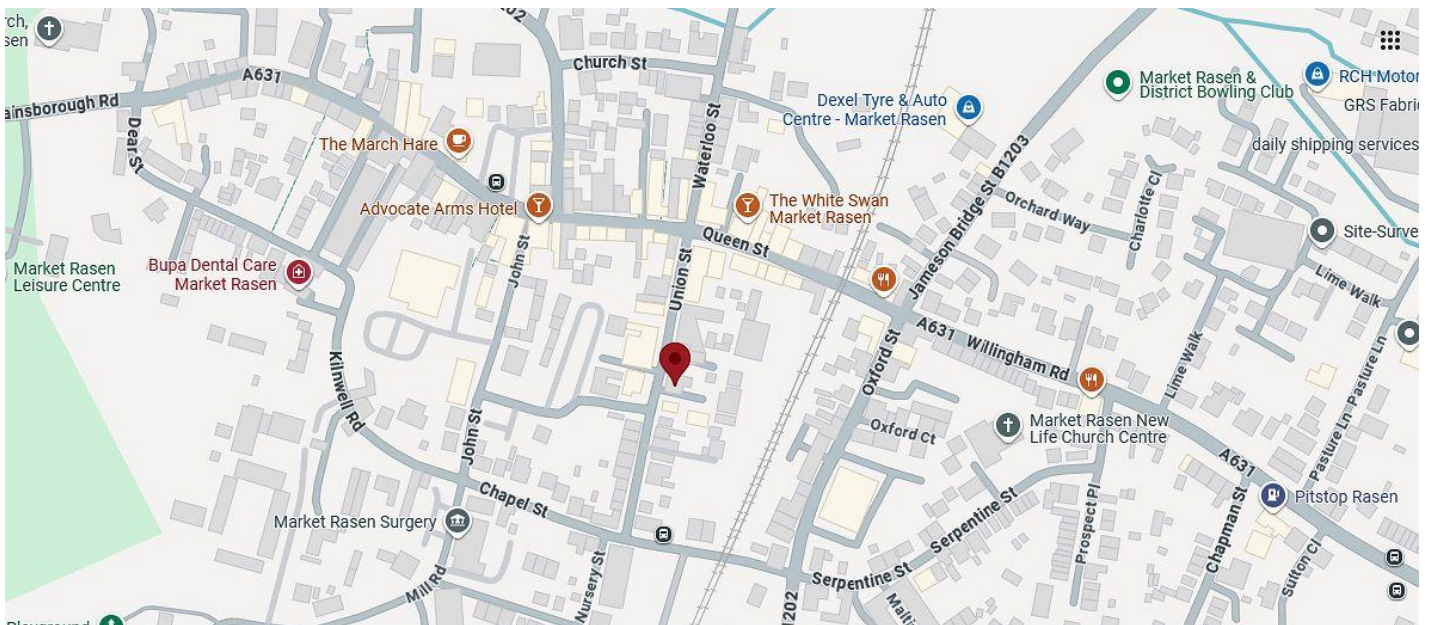 rch,
sen
ainsborough Rd
A631
Dear St
The March Hare
Advocate Arms Hotel
Church St
Waterloo St
Dexel Tyre & Auto
Centre - Market Rasen
The White Swan
Market Rasen
Queen St
Jameson Bridge St B1203
Market Rasen &
District Bowling Club
RCH Motor
GRS Fabri
daily shipping services
Orchard Way
Charlotte Cl
Site-Surve
Lime Walk
Pasture Ln
Pasture Ln
Lime Walk
Market Rasen
Leisure Centre
Bupa Dental Care
Market Rasen
John St
Union St
Kilnwell Rd
John St
A631
Willingham Rd
Oxford St
Oxford Ct
Market Rasen New
Life Church Centre
A631
Pitstop Rasen
Chapel St
Market Rasen Surgery
Mill Rd
Nursery St
Serpentine St
Serpentine St
Prospect Pl
Chapman St
Sutton Cl